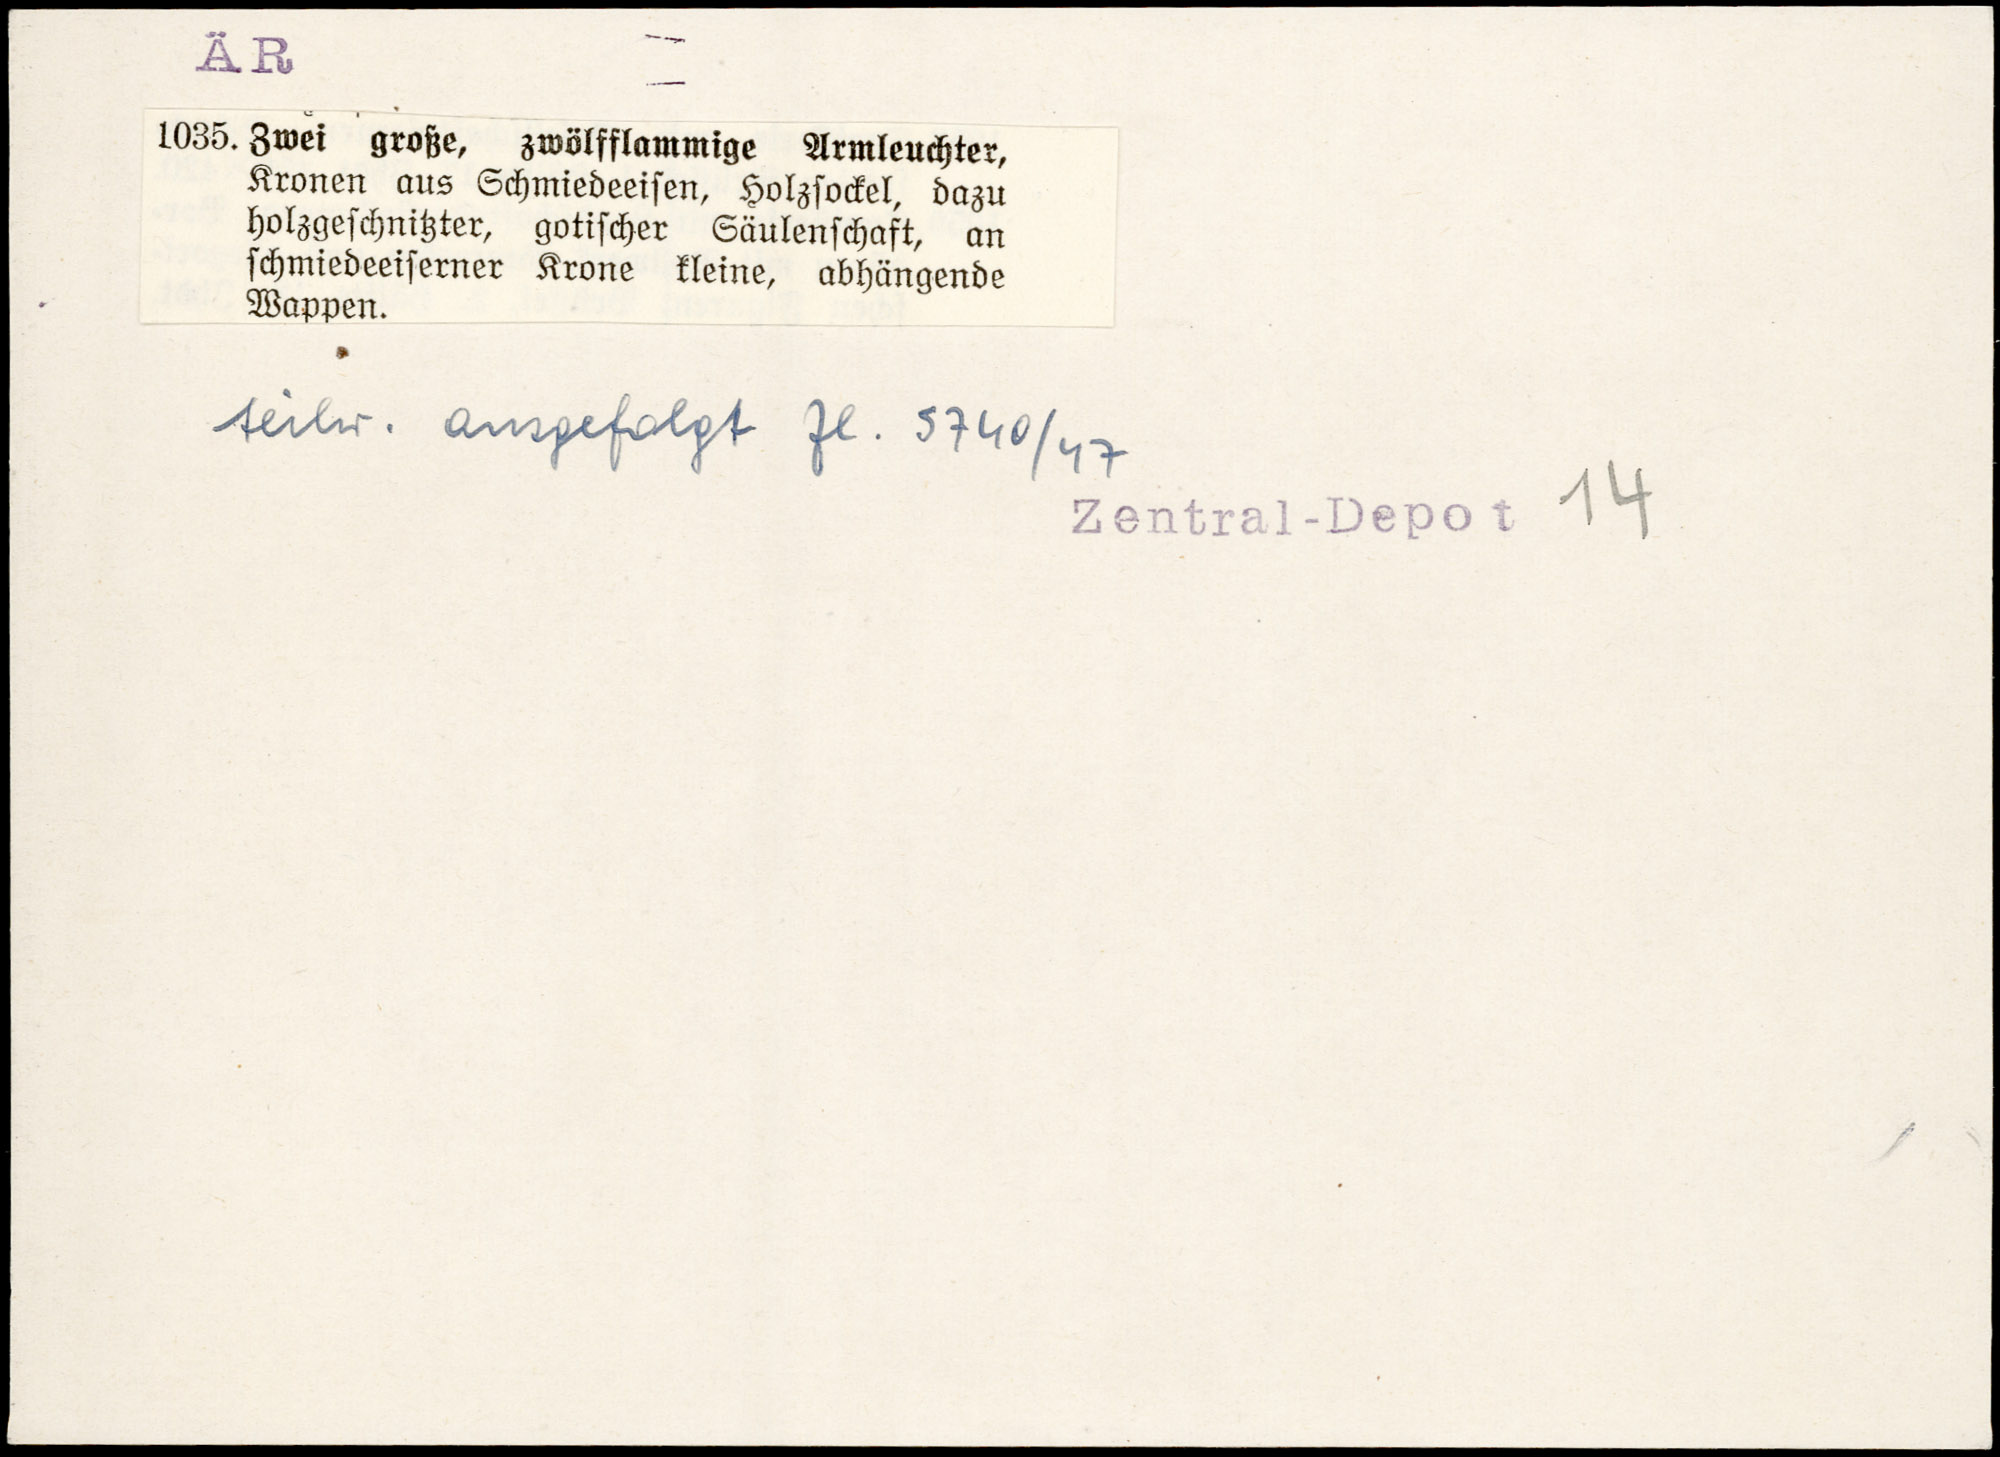 ÄR
1035. Zwei große, zwölfflammige Armleuchter,
Kronen aus Schmiedeeisen, Holzsockel, dazu
holzgeschnitzter, gotischer Säulenschaft, an
schmiedeeiserner Krone kleine, abhängende
Wappen.
teilw. ausgefolgt Zl. 5740/47
Zentral-Depot 14